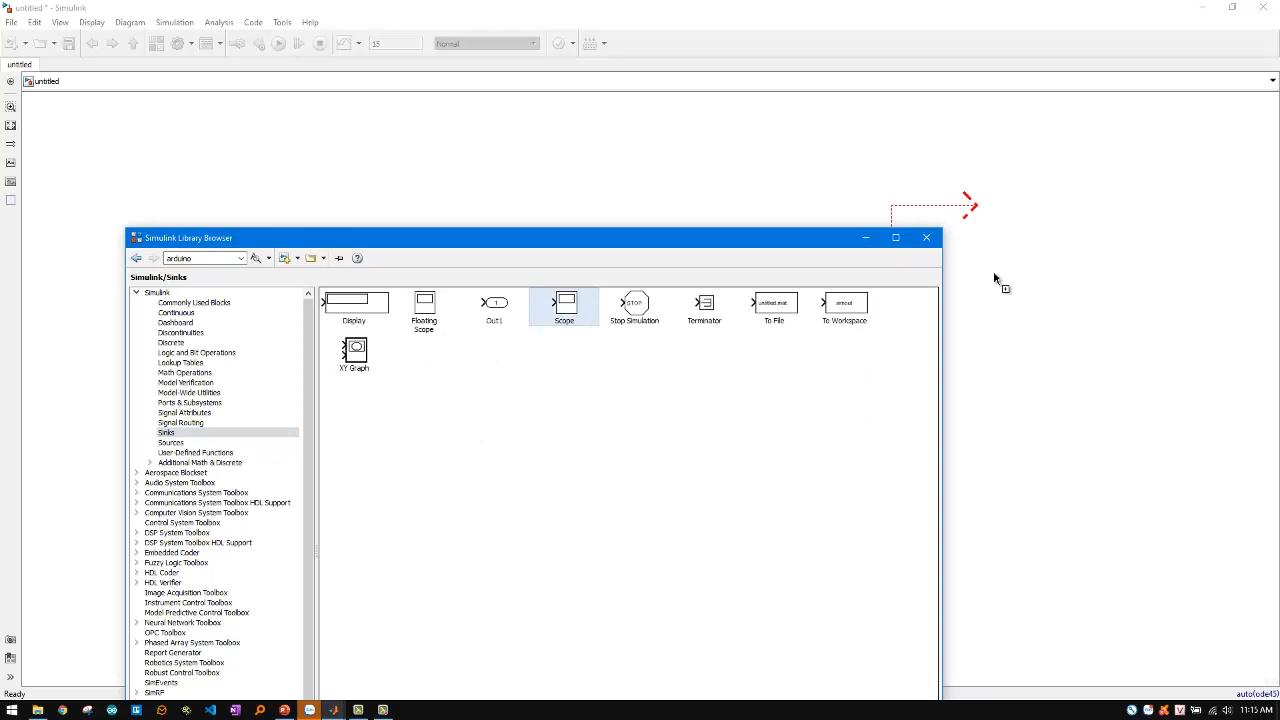 untitled * - Simulink
File Edit View Display Diagram Simulation Analysis Code Tools Help
15 Normal
untitled
untitled
Simulink Library Browser
arduino
Simulink/Sinks
Simulink
Commonly Used Blocks
Continuous
Dashboard
Discontinuities
Discrete
Logic and Bit Operations
Lookup Tables
Math Operations
Model Verification
Model-Wide Utilities
Ports & Subsystems
Signal Attributes
Signal Routing
Sinks
Sources
User-Defined Functions
Additional Math & Discrete
Aerospace Blockset
Audio System Toolbox
Communications System Toolbox
Communications System Toolbox HDL Support
Computer Vision System Toolbox
Control System Toolbox
DSP System Toolbox
DSP System Toolbox HDL Support
Embedded Coder
Fuzzy Logic Toolbox
HDL Coder
HDL Verifier
Image Acquisition Toolbox
Instrument Control Toolbox
Model Predictive Control Toolbox
Neural Network Toolbox
OPC Toolbox
Phased Array System Toolbox
Report Generator
Robotics System Toolbox
Robust Control Toolbox
SimEvents
SimRF
1 STOP untitled.mat simout
Display Floating Scope Out1 Scope Stop Simulation Terminator To File To Workspace
XY Graph
Ready auto(ode45)
11:15 AM